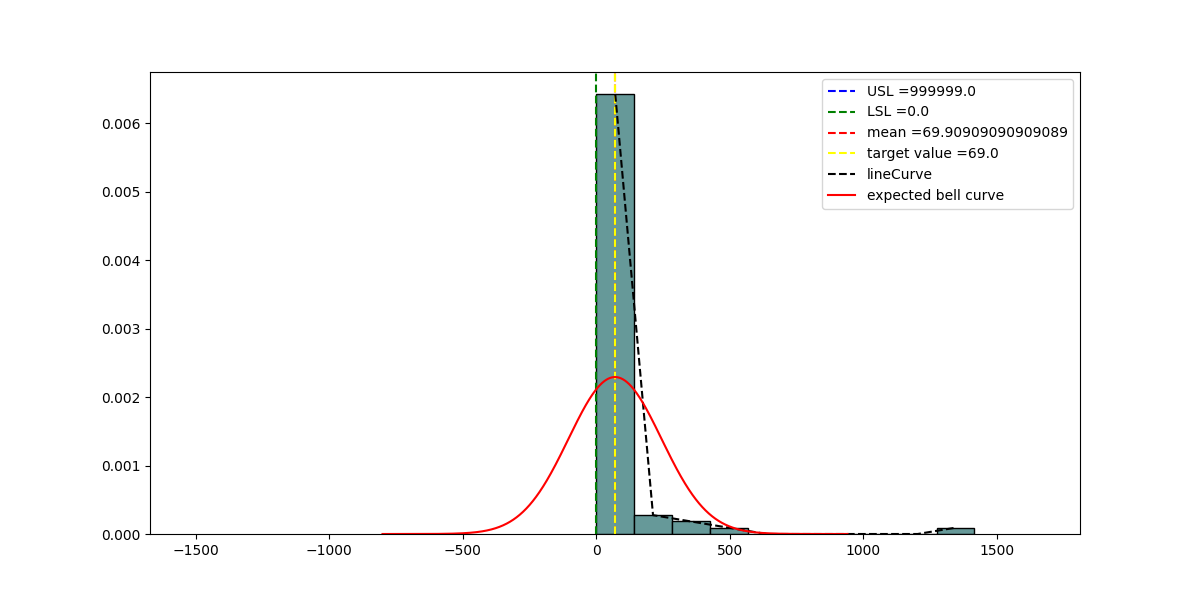 USL =999999.0
LSL =0.0
mean =69.90909090909089
target value =69.0
lineCurve
expected bell curve
0.006
0.005
0.004
0.003
0.002
0.001
0.000
−1500
−1000
−500
0
500
1000
1500